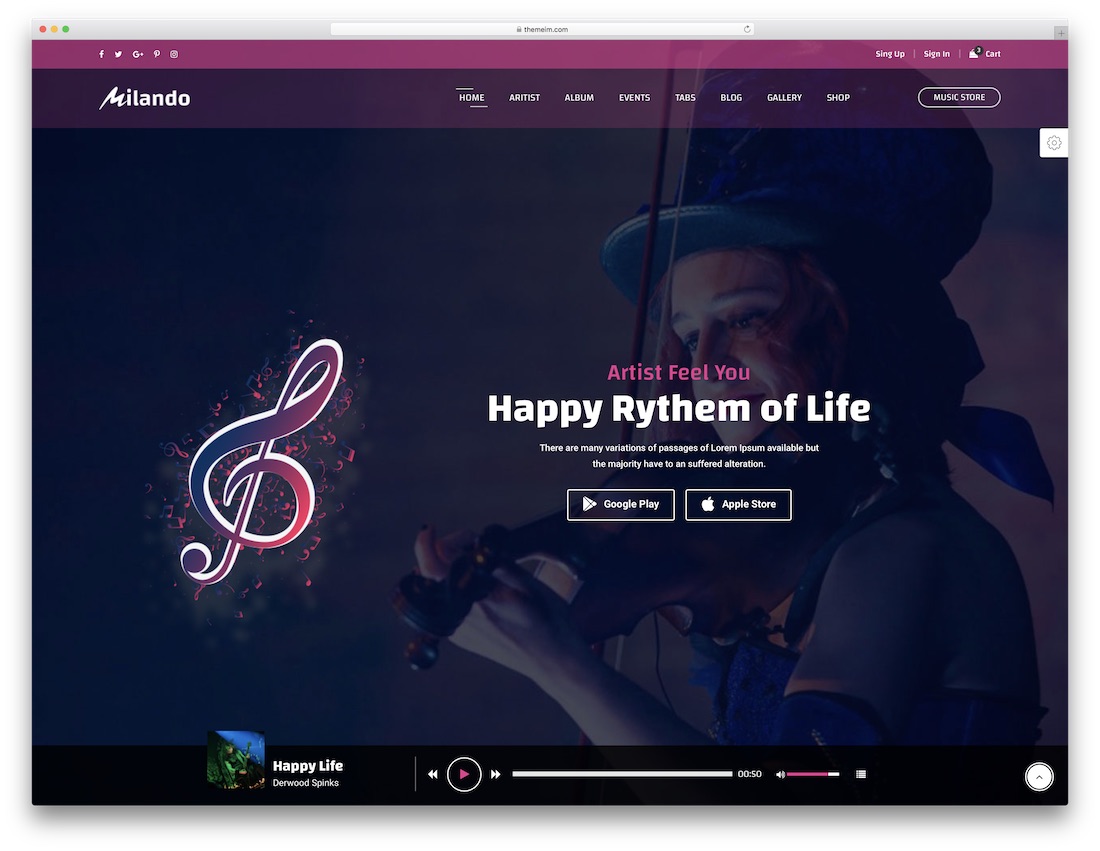 themeim.com
Sing Up | Sign In | 3 Cart
Milando
HOME ARITIST ALBUM EVENTS TABS BLOG GALLERY SHOP MUSIC STORE
Artist Feel You
Happy Rythem of Life
There are many variations of passages of Lorem Ipsum available but
the majority have to an suffered alteration.
Google Play Apple Store
Happy Life
Derwood Spinks
00:50